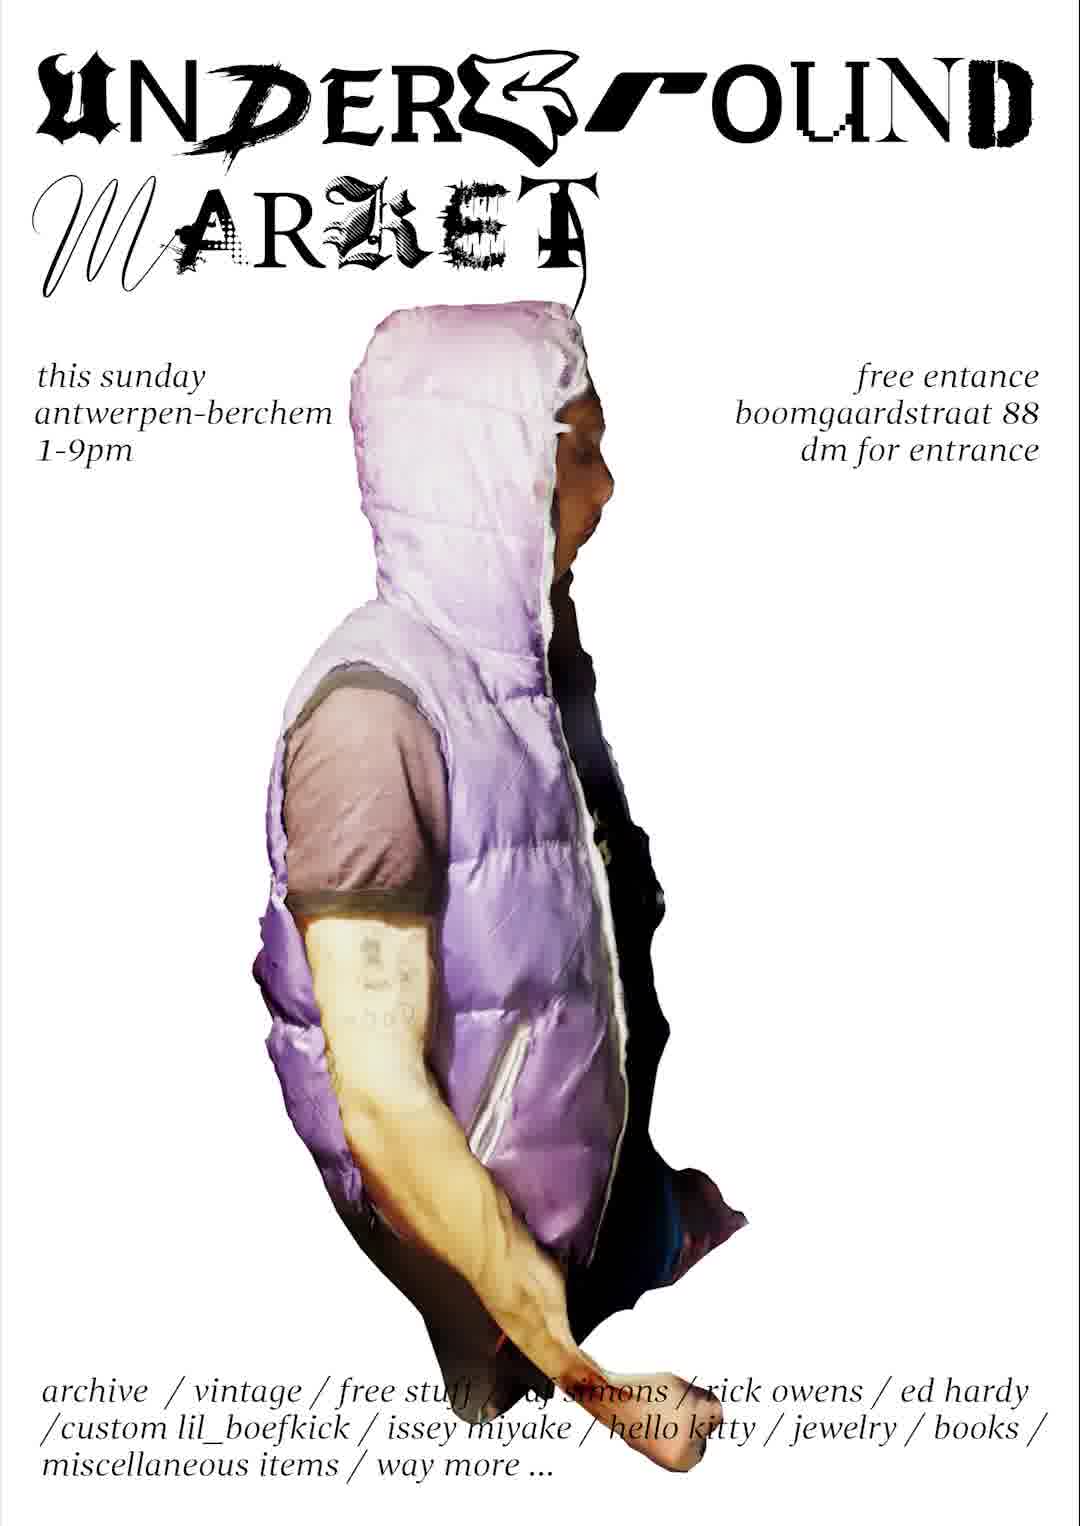 UNDERGrOUND
MARKET
this sunday
antwerpen-berchem
1-9pm
free entance
boomgaardstraat 88
dm for entrance
archive / vintage / free stuff / raf simons / rick owens / ed hardy
/custom lil_boefkick / issey miyake / hello kitty / jewelry / books /
miscellaneous items / way more ...